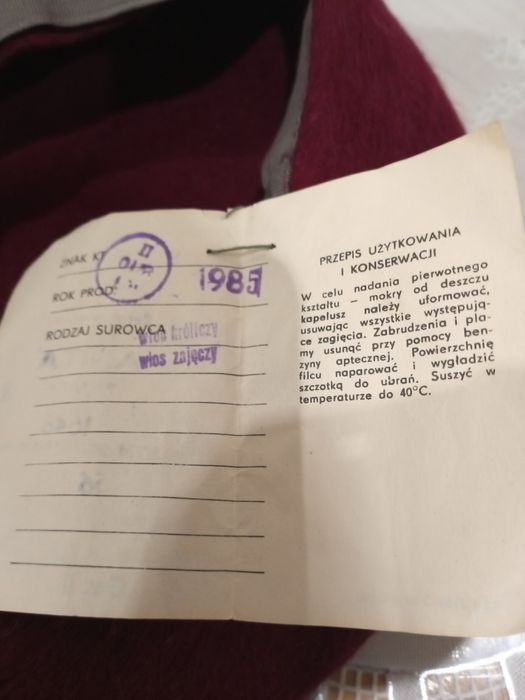 ZNAK K
II
OTK
ROK PROD.
1985
RODZAJ SUROWCA
włos króliczy
włos zajęczy
PRZEPIS UŻYTKOWANIA
I KONSERWACJI
W celu nadania pierwotnego
kształtu – mokry od deszczu
kapelusz należy uformować,
usuwając wszystkie występują-
ce zagięcia. Zabrudzenia i pla-
my usunąć przy pomocy ben-
zyny aptecznej. Powierzchnię
filcu naparować i wygładzić
szczotką do ubrań. Suszyć w
temperaturze do 40°C.